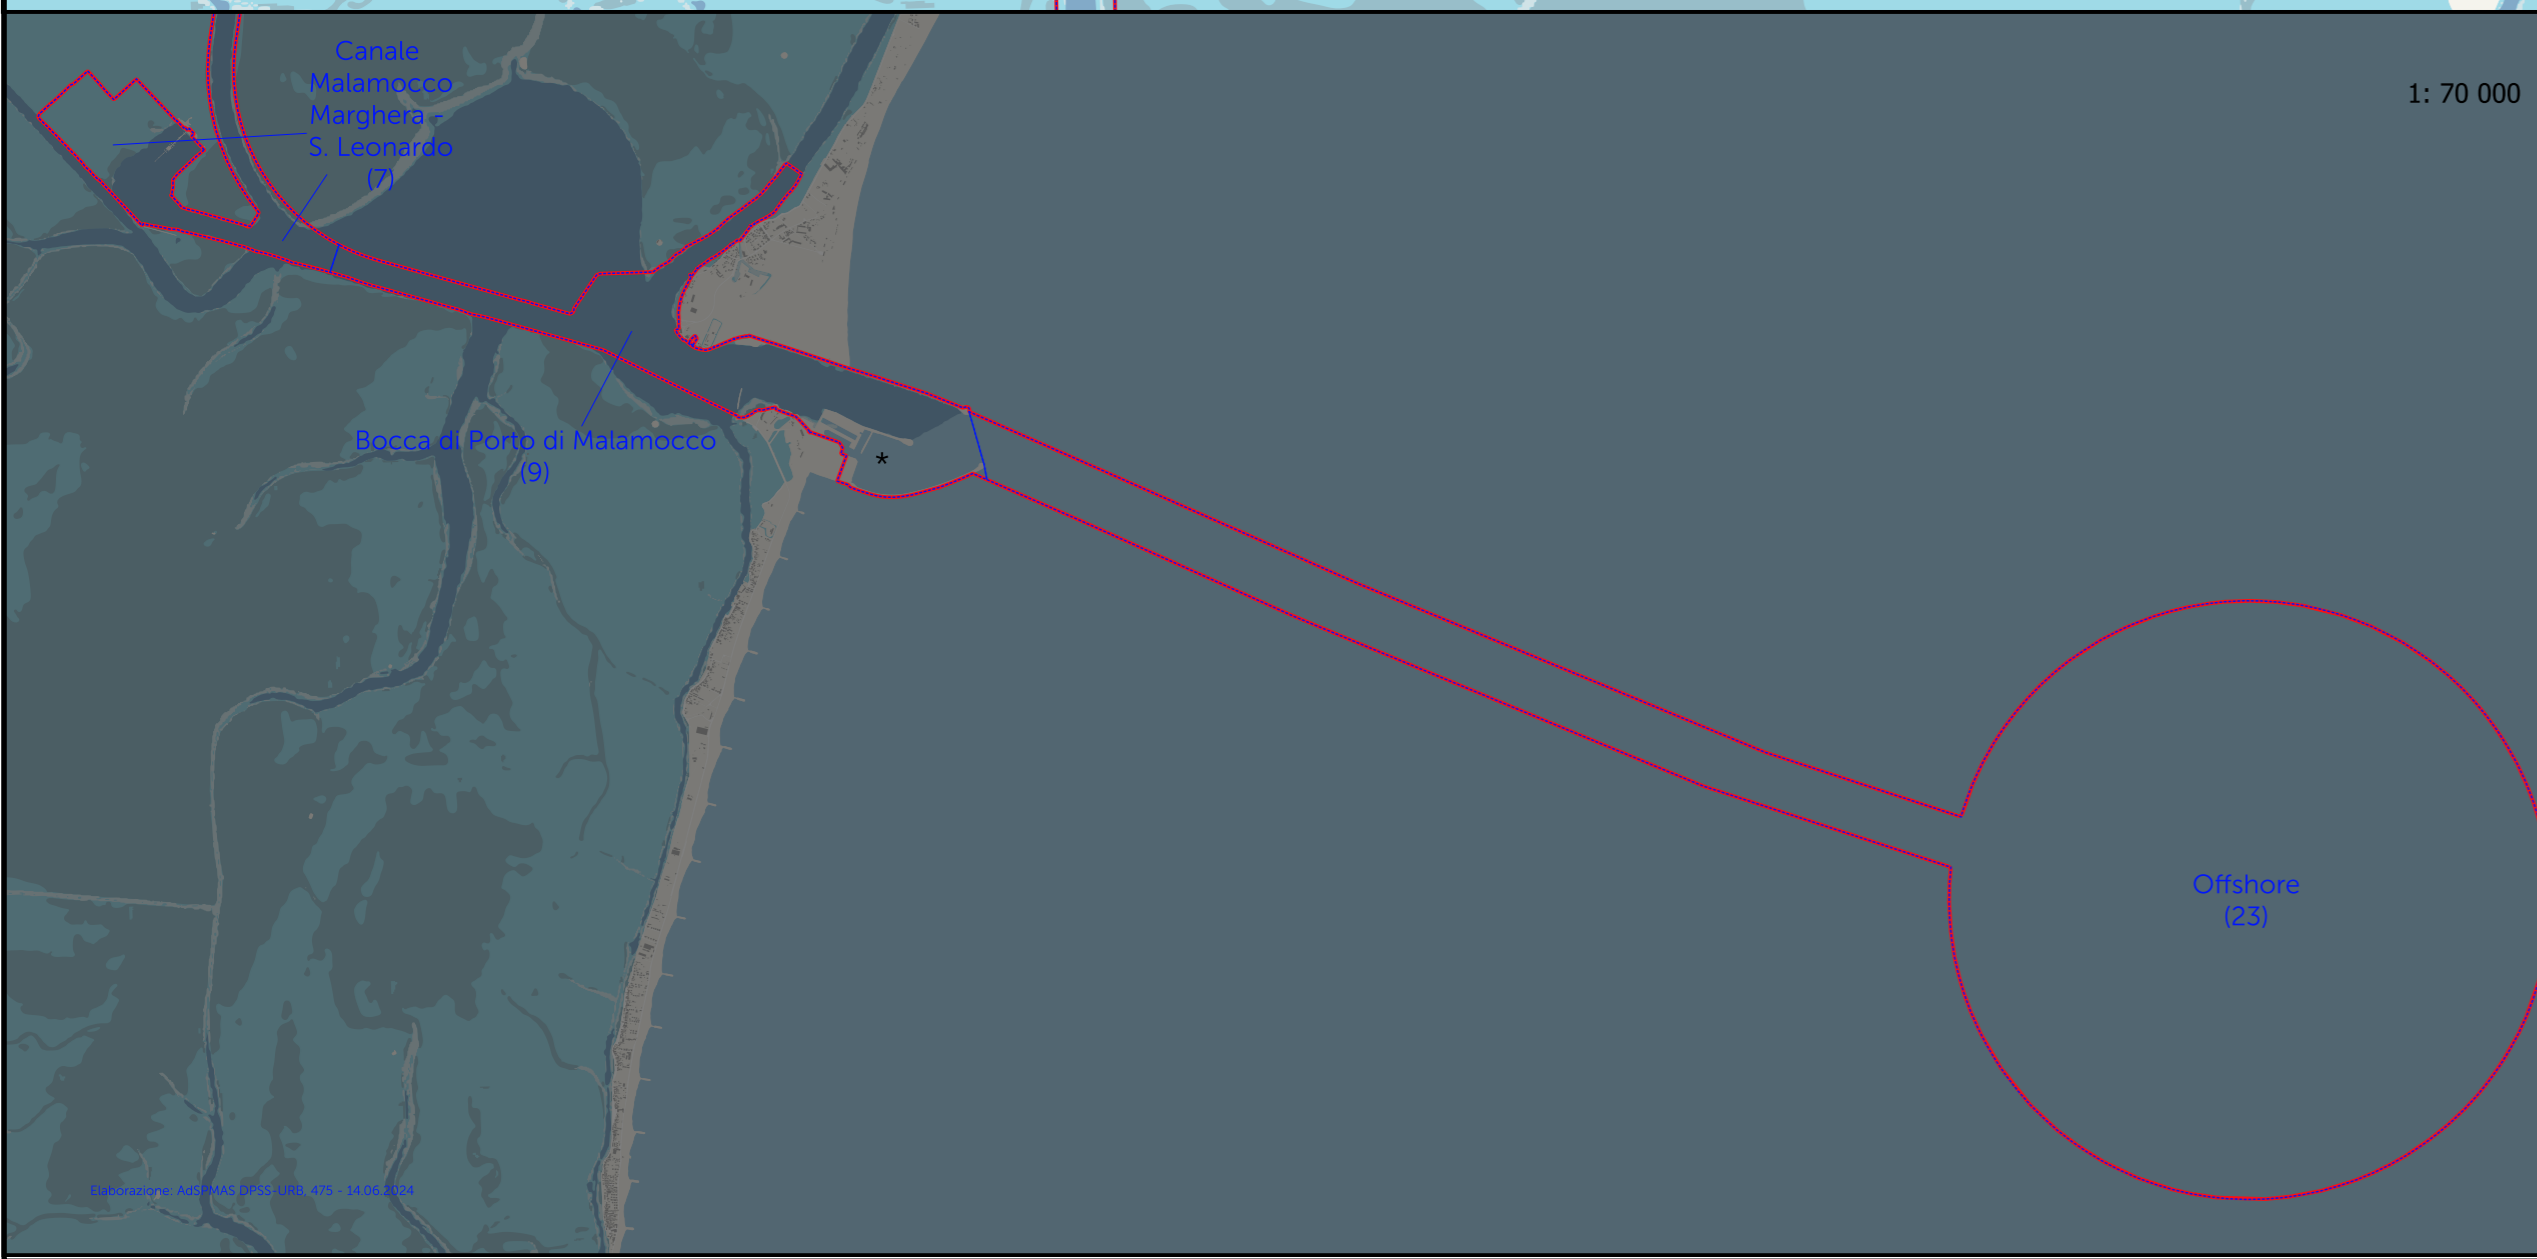 Canale
Malamocco
Marghera -
S. Leonardo
(7)
1: 70 000
Bocca di Porto di Malamocco
(9)
*
Offshore
(23)
Elaborazione: AdSPMAS DPSS-URB, 475 - 14.06.2024